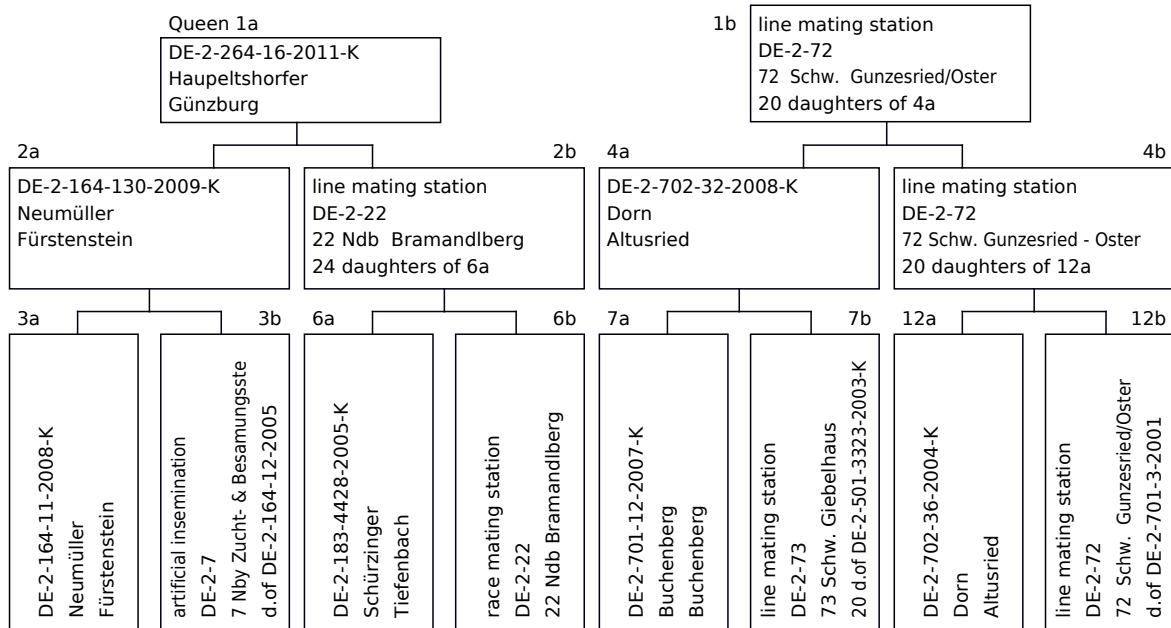 Queen 1a
DE-2-264-16-2011-K
Haupeltshorfer
Günzburg
1b
line mating station
DE-2-72
72 Schw. Gunzesried/Oster
20 daughters of 4a
2a
DE-2-164-130-2009-K
Neumüller
Fürstenstein
2b
line mating station
DE-2-22
22 Ndb Bramandlberg
24 daughters of 6a
4a
DE-2-702-32-2008-K
Dorn
Altusried
4b
line mating station
DE-2-72
72 Schw. Gunzesried - Oster
20 daughters of 12a
3a
DE-2-164-11-2008-K
Neumüller
Fürstenstein
3b
artificial insemination
DE-2-7
7 Nby Zucht- & Besamungsste
d.of DE-2-164-12-2005
6a
DE-2-183-4428-2005-K
Schürzinger
Tiefenbach
6b
race mating station
DE-2-22
22 Ndb Bramandlberg
7a
DE-2-701-12-2007-K
Buchenberg
Buchenberg
7b
line mating station
DE-2-73
73 Schw. Giebelhaus
20 d.of DE-2-501-3323-2003-K
12a
DE-2-702-36-2004-K
Dorn
Altusried
12b
line mating station
DE-2-72
72 Schw. Gunzesried/Oster
d.of DE-2-701-3-2001